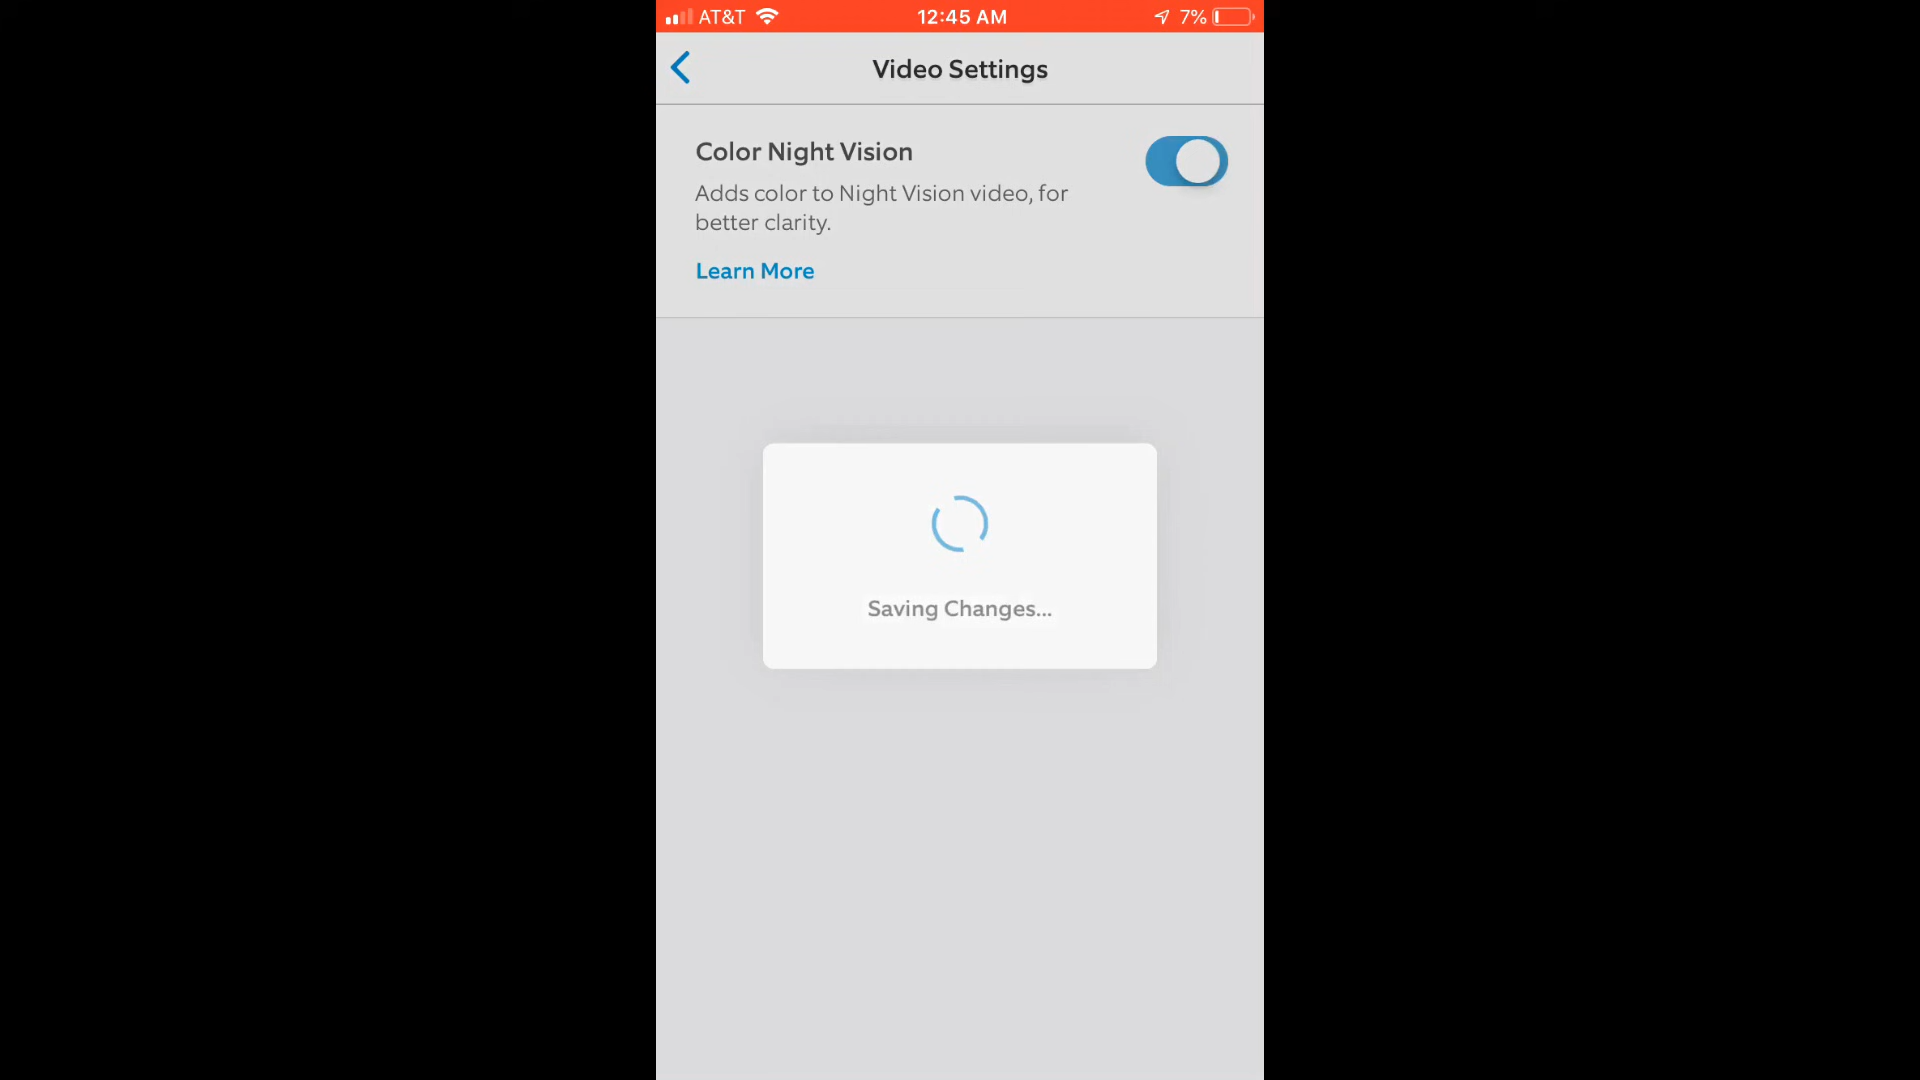 AT&T 12:45 AM 7%
Video Settings
Color Night Vision
Adds color to Night Vision video, for
better clarity.
Learn More
Saving Changes...